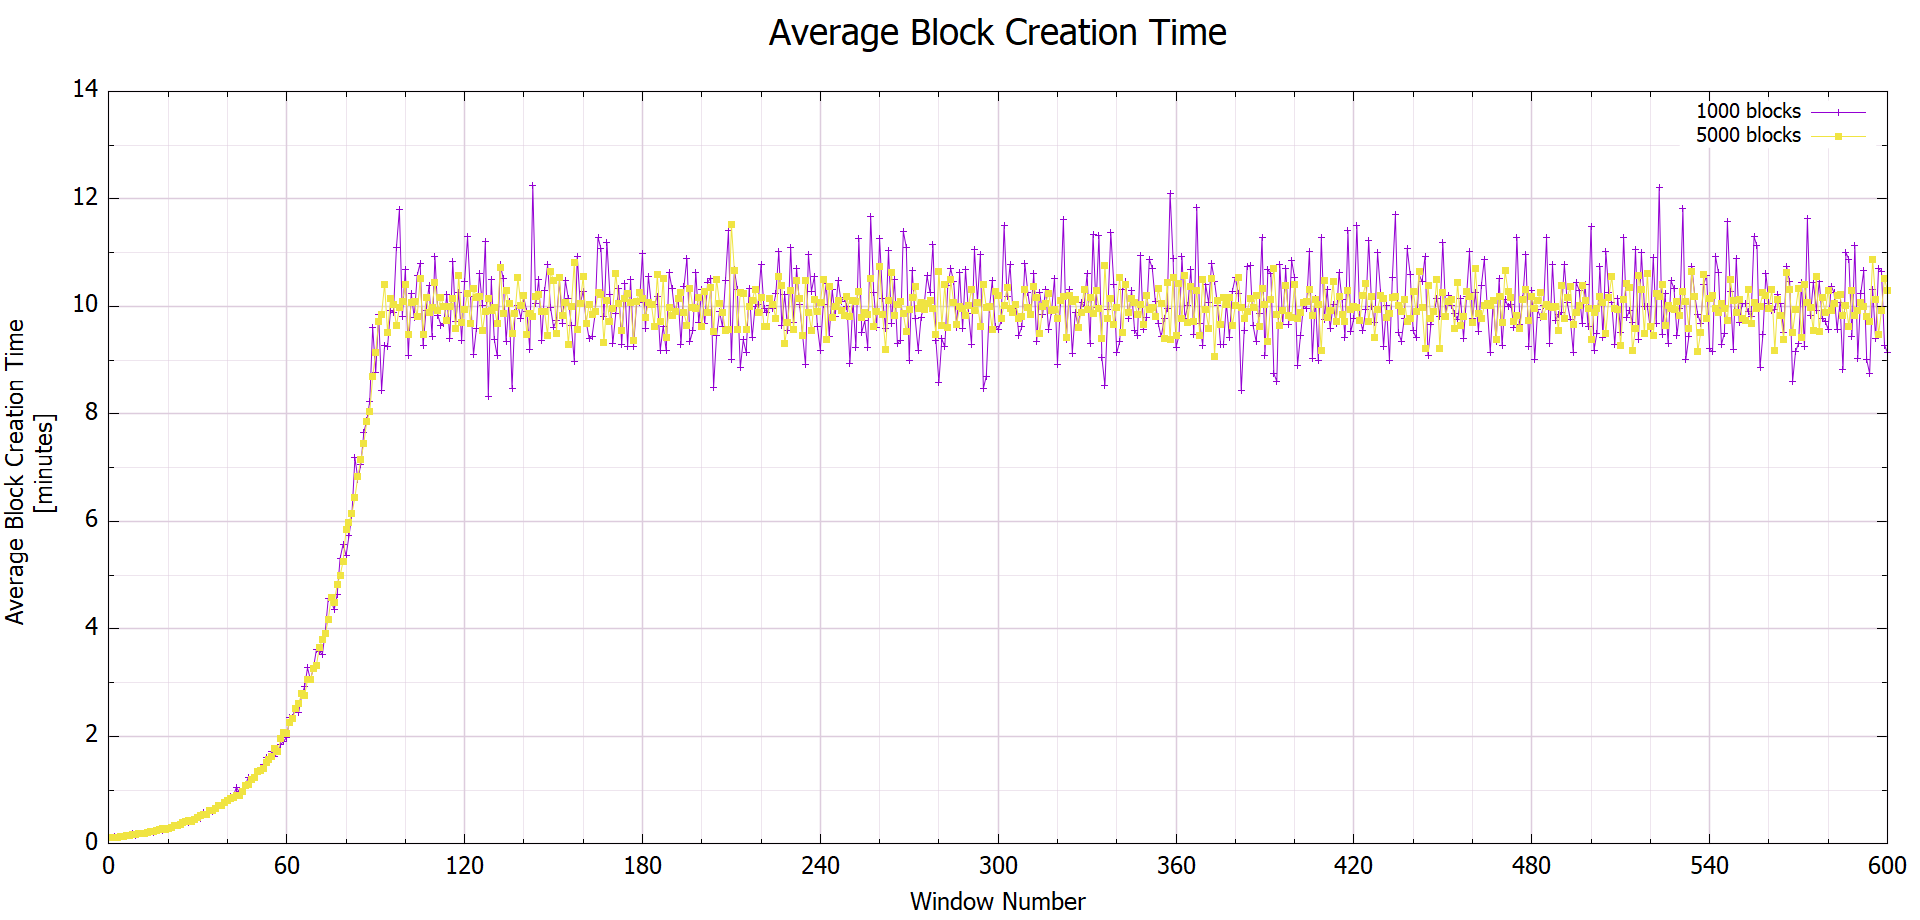 Average Block Creation Time
14
12
10
8
6
4
2
0
1000 blocks
5000 blocks
Average Block Creation Time
[minutes]
0 60 120 180 240 300 360 420 480 540 600
Window Number